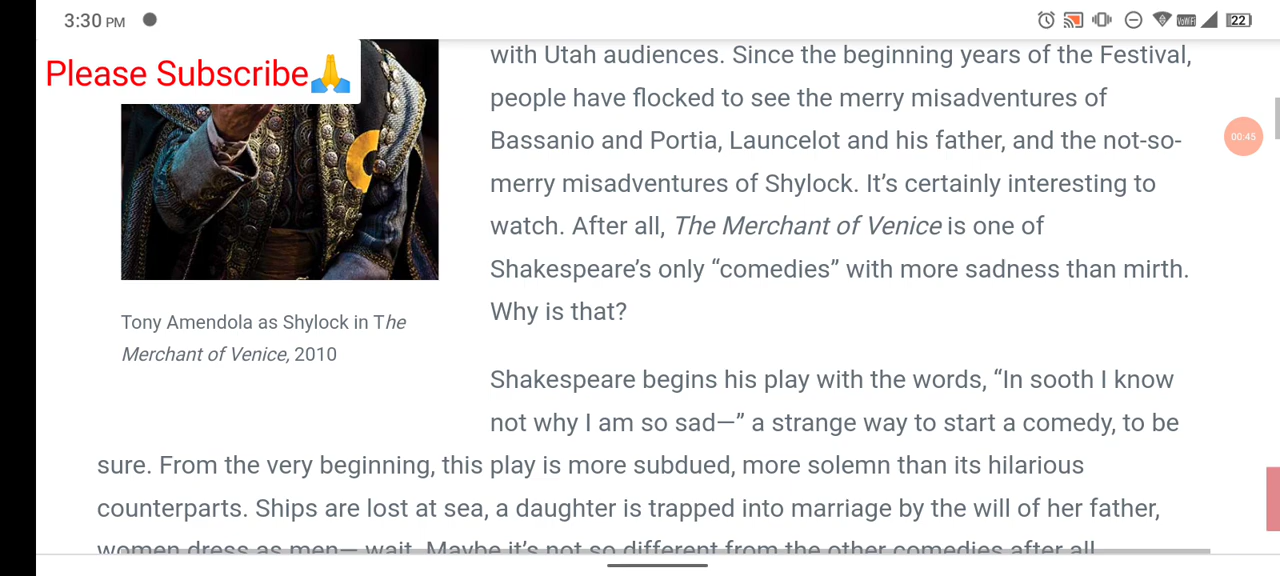 3:30 PM
VoWiFi
22
Please Subscribe🙏
with Utah audiences. Since the beginning years of the Festival,
people have flocked to see the merry misadventures of
Bassanio and Portia, Launcelot and his father, and the not-so-
merry misadventures of Shylock. It’s certainly interesting to
watch. After all, The Merchant of Venice is one of
Shakespeare’s only “comedies” with more sadness than mirth.
Why is that?
00:45
Tony Amendola as Shylock in The
Merchant of Venice, 2010
Shakespeare begins his play with the words, “In sooth I know
not why I am so sad—” a strange way to start a comedy, to be
sure. From the very beginning, this play is more subdued, more solemn than its hilarious
counterparts. Ships are lost at sea, a daughter is trapped into marriage by the will of her father,
women dress as men— wait. Maybe it’s not so different from the other comedies after all